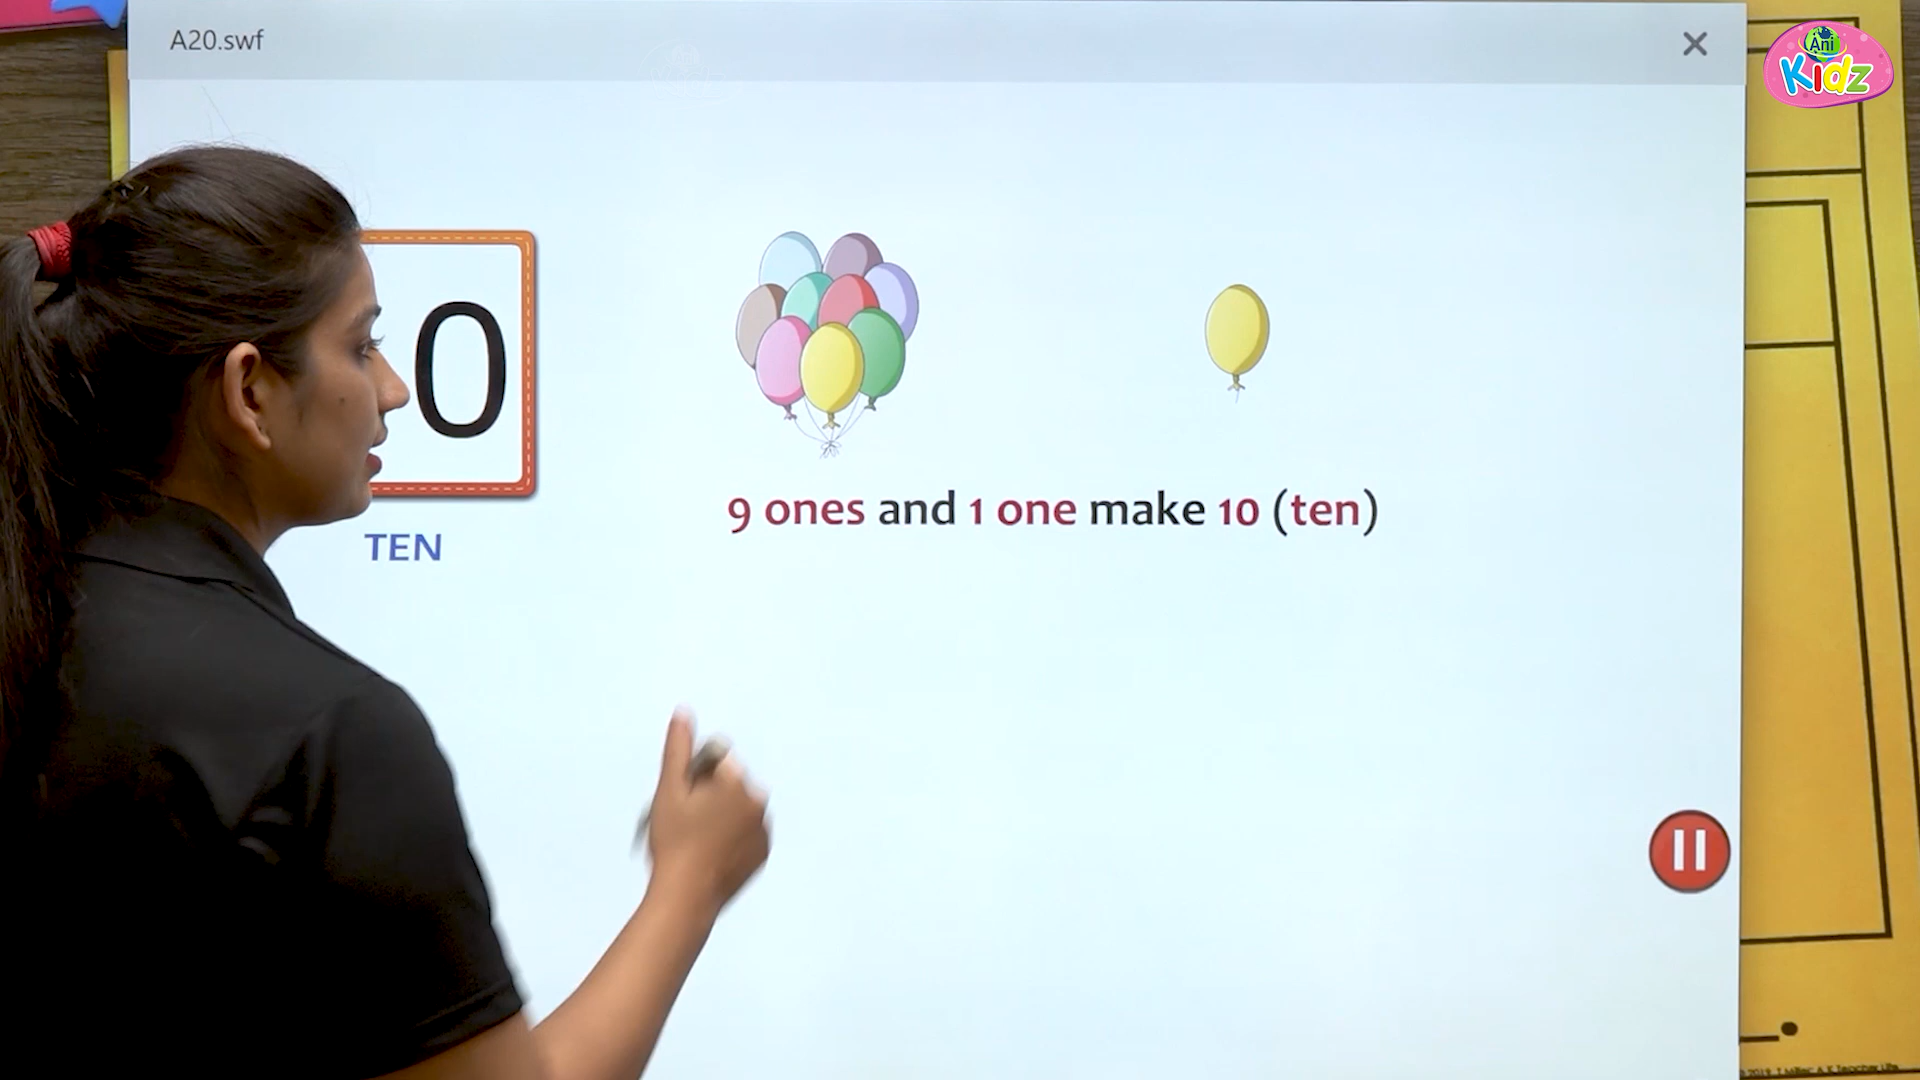 A20.swf
Ani
Kidz
0
TEN
9 ones and 1 one make 10 (ten)